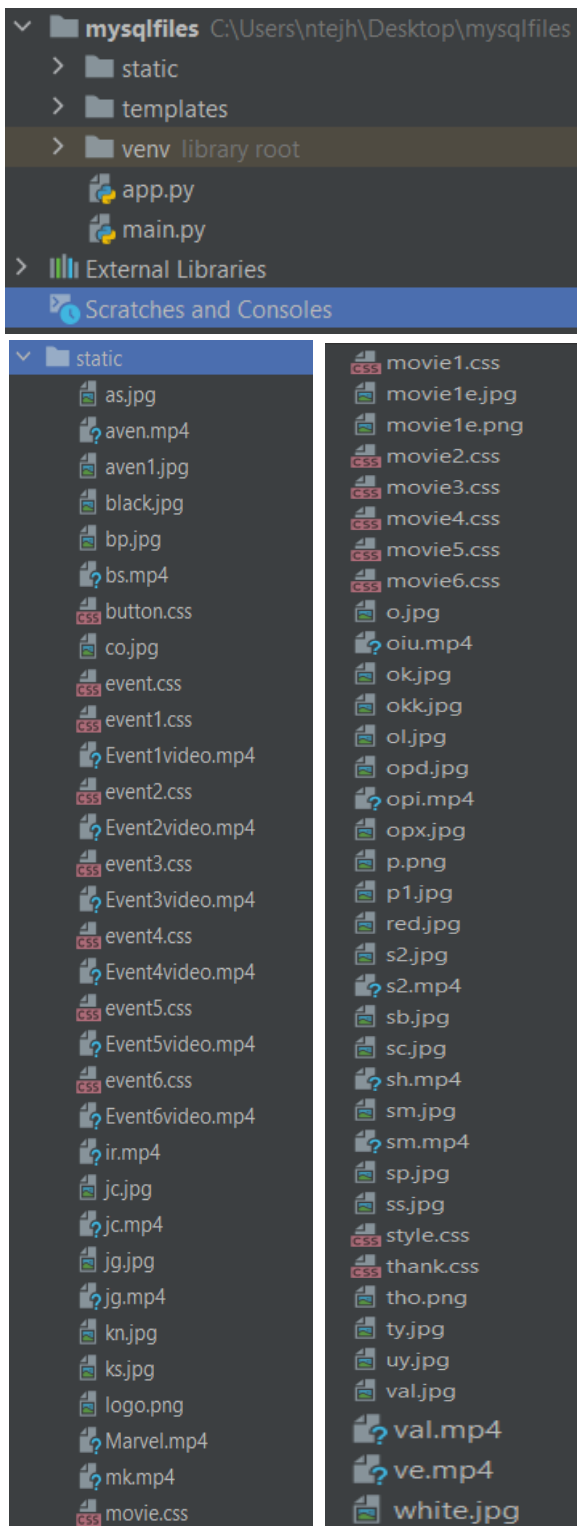 mysqlfiles C:\Users\ntejh\Desktop\mysqlfiles
static
templates
venv library root
app.py
main.py
External Libraries
Scratches and Consoles
static
as.jpg
aven.mp4
aven1.jpg
black.jpg
bp.jpg
bs.mp4
button.css
co.jpg
event.css
event1.css
Event1video.mp4
event2.css
Event2video.mp4
event3.css
Event3video.mp4
event4.css
Event4video.mp4
event5.css
Event5video.mp4
event6.css
Event6video.mp4
ir.mp4
jc.jpg
jc.mp4
jg.jpg
jg.mp4
kn.jpg
ks.jpg
logo.png
Marvel.mp4
mk.mp4
movie.css
movie1.css
movie1e.jpg
movie1e.png
movie2.css
movie3.css
movie4.css
movie5.css
movie6.css
o.jpg
oiu.mp4
ok.jpg
okk.jpg
ol.jpg
opd.jpg
opi.mp4
opx.jpg
p.png
p1.jpg
red.jpg
s2.jpg
s2.mp4
sb.jpg
sc.jpg
sh.mp4
sm.jpg
sm.mp4
sp.jpg
ss.jpg
style.css
thank.css
tho.png
ty.jpg
uy.jpg
val.jpg
val.mp4
ve.mp4
white.jpg